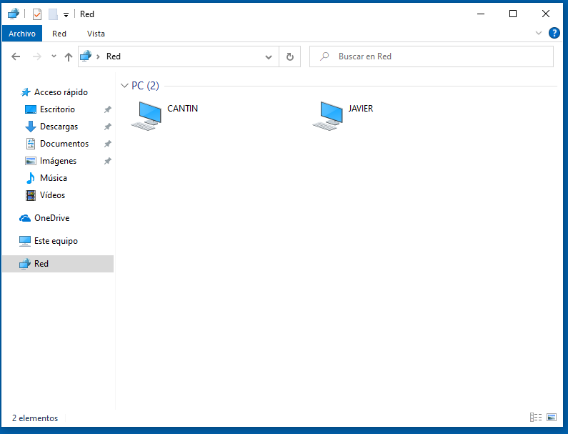 Red
Archivo Red Vista
Red
Buscar en Red
Acceso rápido
Escritorio
Descargas
Documentos
Imágenes
Música
Vídeos
OneDrive
Este equipo
Red
PC (2)
CANTIN
JAVIER
2 elementos